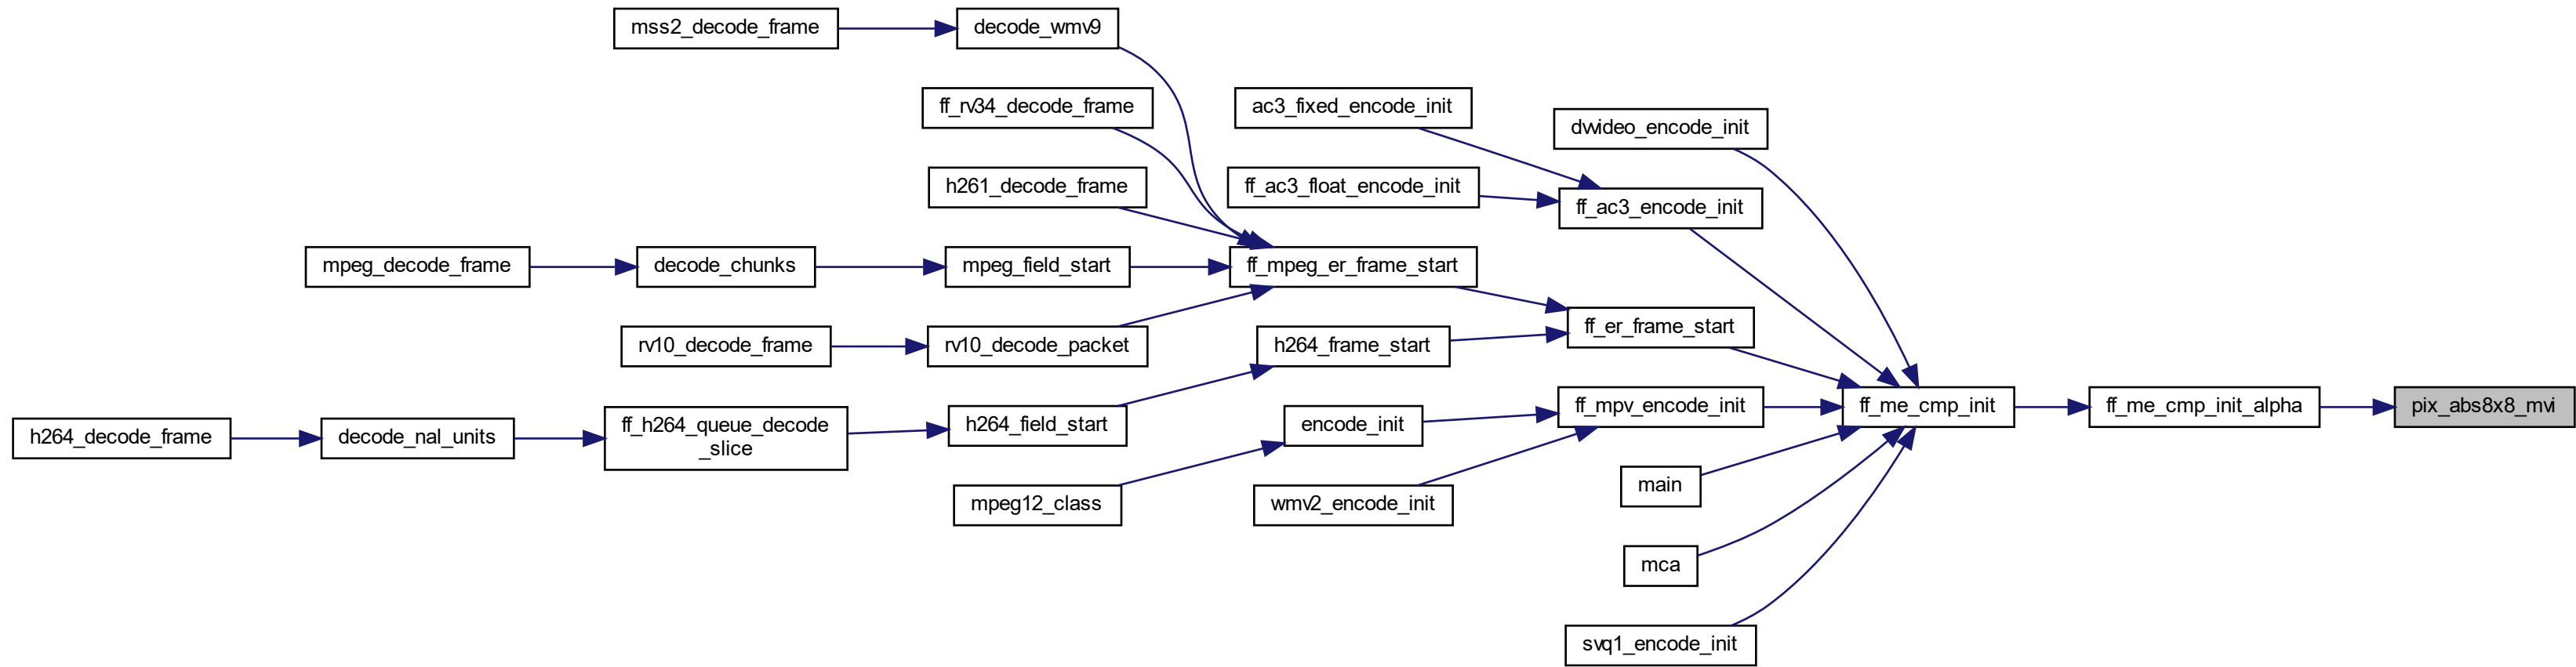 mss2_decode_frame
decode_wmv9
ff_rv34_decode_frame
ac3_fixed_encode_init
dvvideo_encode_init
h261_decode_frame
ff_ac3_float_encode_init
ff_ac3_encode_init
mpeg_decode_frame
decode_chunks
mpeg_field_start
ff_mpeg_er_frame_start
ff_er_frame_start
rv10_decode_frame
rv10_decode_packet
h264_frame_start
ff_mpv_encode_init
ff_me_cmp_init
ff_me_cmp_init_alpha
pix_abs8x8_mvi
h264_decode_frame
decode_nal_units
ff_h264_queue_decode
_slice
h264_field_start
encode_init
main
mpeg12_class
wmv2_encode_init
mca
svq1_encode_init